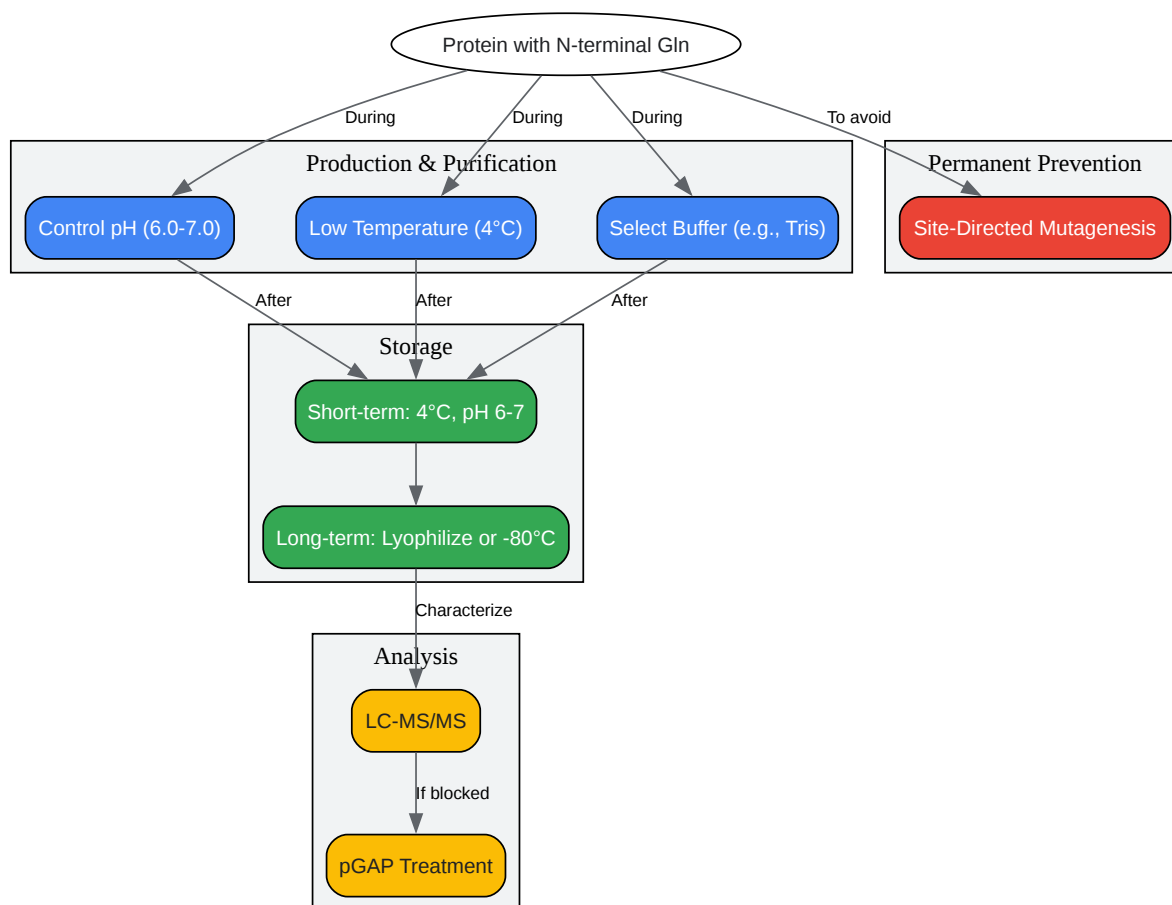 Protein with N-terminal Gln
During
During
During
To avoid
Production & Purification
Permanent Prevention
Control pH (6.0-7.0)
Low Temperature (4°C)
Select Buffer (e.g., Tris)
Site-Directed Mutagenesis
After
After
After
Storage
Short-term: 4°C, pH 6-7
Long-term: Lyophilize or -80°C
Characterize
Analysis
LC-MS/MS
If blocked
pGAP Treatment